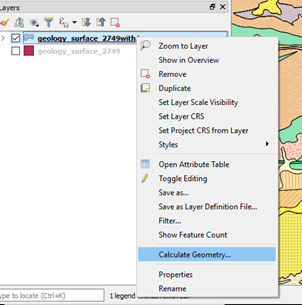 Layers
geology_surface_2749with
geology_surface_2749
Zoom to Layer
Show in Overview
Remove
Duplicate
Set Layer Scale Visibility
Set Layer CRS
Set Project CRS from Layer
Styles
Open Attribute Table
Toggle Editing
Save as...
Save as Layer Definition File...
Filter...
Show Feature Count
Calculate Geometry...
Properties
Rename
ype to locate (Ctrl+K)
1 legend